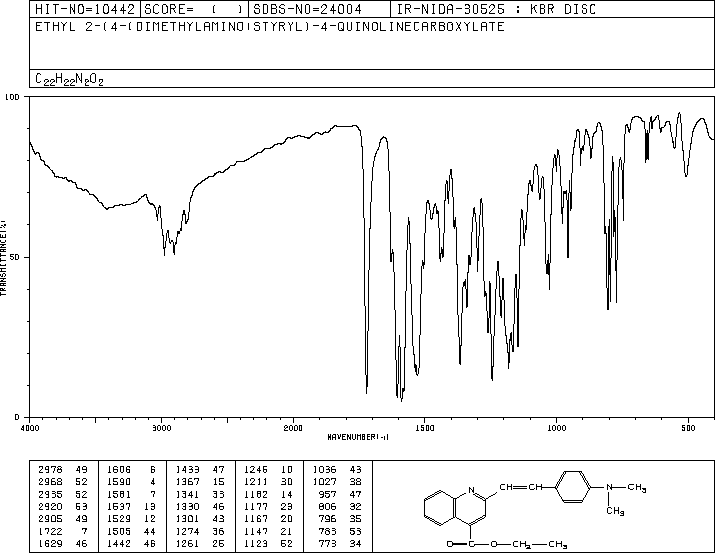 HIT-NO=10442 SCORE= ( ) SDBS-NO=24004 IR-NIDA-30525 : KBR DISC
ETHYL 2-(4-(DIMETHYLAMINO)STYRYL)-4-QUINOLINECARBOXYLATE
C22H22N2O2
100
50
0
TRANSMITTANCE(%)
4000 3000 2000 1500 1000 500
WAVENUMBER(-1)
2978 49 1606 6 1433 47 1246 10 1036 43
2968 52 1590 4 1367 15 1211 30 1027 38
2935 52 1581 7 1341 33 1182 14 957 47
2920 53 1537 13 1330 46 1177 23 806 32
2905 49 1529 12 1301 43 1167 20 796 35
1722 7 1505 44 1274 36 1147 21 783 53
1629 46 1442 46 1261 25 1123 52 773 34
N
CH=CH
N
CH3
CH3
O=C-O-CH2-CH3